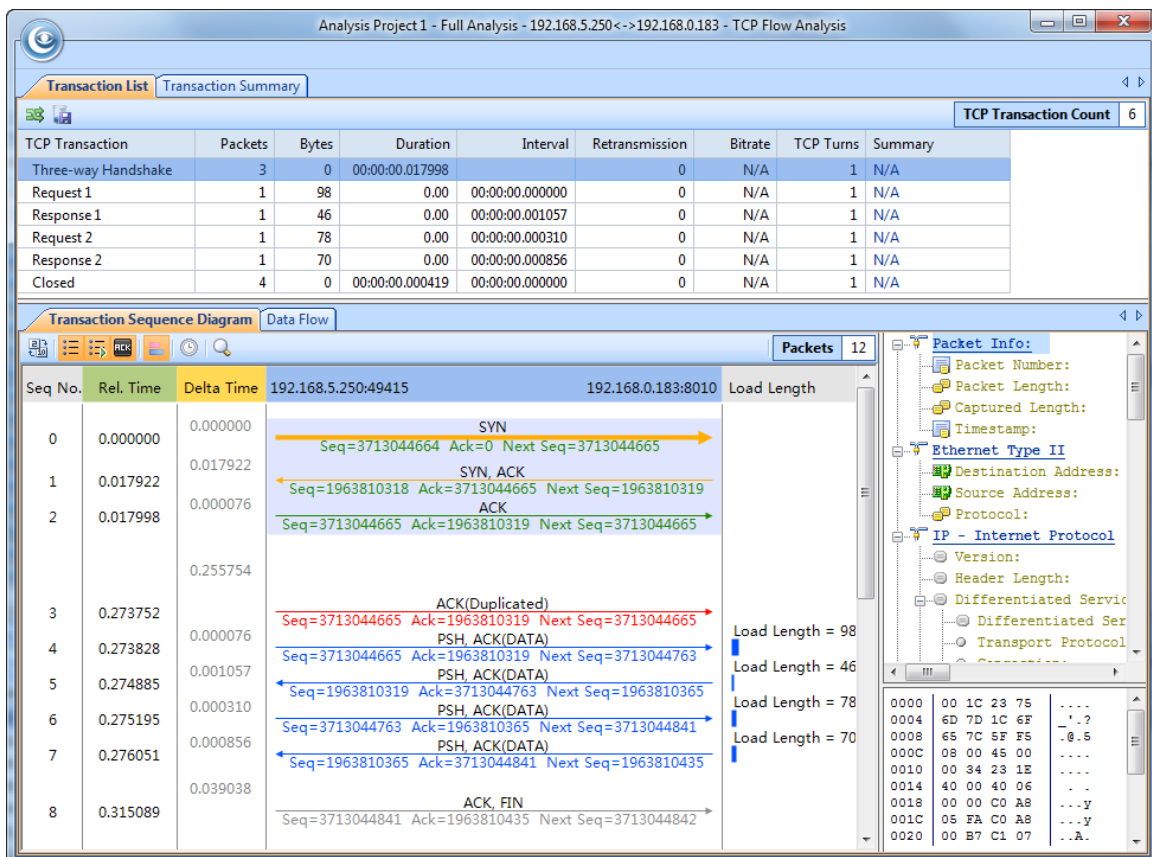 Analysis Project 1 - Full Analysis - 192.168.5.250<->192.168.0.183 - TCP Flow Analysis
Transaction List Transaction Summary
TCP Transaction Count 6
TCP Transaction Packets Bytes Duration Interval Retransmission Bitrate TCP Turns Summary
Three-way Handshake 3 0 00:00:00.017998 0 N/A 1 N/A
Request 1 1 98 0.00 00:00:00.000000 0 N/A 1 N/A
Response 1 1 46 0.00 00:00:00.001057 0 N/A 1 N/A
Request 2 1 78 0.00 00:00:00.000310 0 N/A 1 N/A
Response 2 1 70 0.00 00:00:00.000856 0 N/A 1 N/A
Closed 4 0 00:00:00.000419 00:00:00.000000 0 N/A 1 N/A
Transaction Sequence Diagram Data Flow
ACK
Packets 12
Seq No. Rel. Time Delta Time 192.168.5.250:49415 192.168.0.183:8010 Load Length
0.000000
SYN
0 0.000000
Seq=3713044664 Ack=0 Next Seq=3713044665
0.017922
SYN, ACK
1 0.017922
Seq=1963810318 Ack=3713044665 Next Seq=1963810319
0.000076
ACK
2 0.017998
Seq=3713044665 Ack=1963810319 Next Seq=3713044665
0.255754
ACK(Duplicated)
3 0.273752
Seq=3713044665 Ack=1963810319 Next Seq=3713044665
0.000076
PSH, ACK(DATA)
Load Length = 98
4 0.273828
Seq=3713044665 Ack=1963810319 Next Seq=3713044763
0.001057
PSH, ACK(DATA)
Load Length = 46
5 0.274885
Seq=1963810319 Ack=3713044763 Next Seq=1963810365
0.000310
PSH, ACK(DATA)
Load Length = 78
6 0.275195
Seq=3713044763 Ack=1963810365 Next Seq=3713044841
0.000856
PSH, ACK(DATA)
Load Length = 70
7 0.276051
Seq=1963810365 Ack=3713044841 Next Seq=1963810435
0.039038
ACK, FIN
8 0.315089
Seq=3713044841 Ack=1963810435 Next Seq=3713044842
Packet Info:
Packet Number:
Packet Length:
Captured Length:
Timestamp:
Ethernet Type II
Destination Address:
Source Address:
Protocol:
IP - Internet Protocol
Version:
Header Length:
Differentiated Servic
Differentiated Ser
Transport Protocol
0000 00 1C 23 75 ....
0004 6D 7D 1C 6F _'.?
0008 65 7C 5F F5 .@.5
000C 08 00 45 00 ....
0010 00 34 23 1E ....
0014 40 00 40 06 . .
0018 00 00 C0 A8 ...y
001C 05 FA C0 A8 ...y
0020 00 B7 C1 07 ..A.